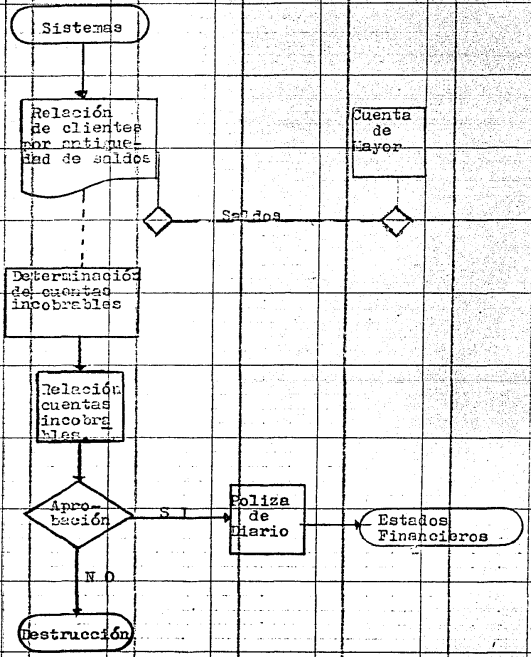 Sistemas
Relación
de clientes
por antigue-
dad de saldos
Cuenta
de
Mayor
Saldos
Determinación
de cuentas
incobrables
Relación
cuentas
incobra
bles
Apro-
bación
S I
Poliza
de
Diario
Estados
Financieros
N O
Destrucción